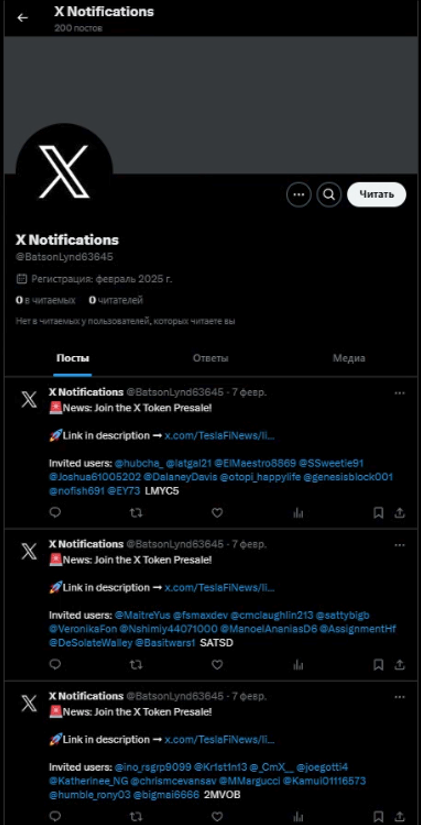 X Notifications
200 постов
Читать
X Notifications
@BatsonLynd63645
Регистрация: февраль 2025 г.
0 в читаемых 0 читателей
Нет в читаемых у пользователей, которых читаете вы
Посты Ответы Медиа
X Notifications @BatsonLynd63645 · 7 февр.
🚨News: Join the X Token Presale!
🚀Link in description ➞ x.com/TeslaFiNews/li...
Invited users: @hubcha_ @latgal21 @ElMaestro8869 @SSweetie91
@Joshua61005202 @DalaneyDavis @otopi_happylife @genesisblock001
@nofish691 @EY73 LMYC5
X Notifications @BatsonLynd63645 · 7 февр.
🚨News: Join the X Token Presale!
🚀Link in description ➞ x.com/TeslaFiNews/li...
Invited users: @MaitreYus @fsmaxdev @cmclaughlin213 @sattybigb
@VeronikaFon @Nshimiy44071000 @ManoelAnaniasD6 @AssignmentHf
@DeSolateWalley @Basitwars1 SATSD
X Notifications @BatsonLynd63645 · 7 февр.
🚨News: Join the X Token Presale!
🚀Link in description ➞ x.com/TeslaFiNews/li...
Invited users: @ino_rsgrp9099 @Kr1st1n13 @_CmX__ @joegotti4
@Katherinee_NG @chrismcevansav @MMargucci @Kamui01116573
@humble_rony03 @bigmai6666 2MVOB